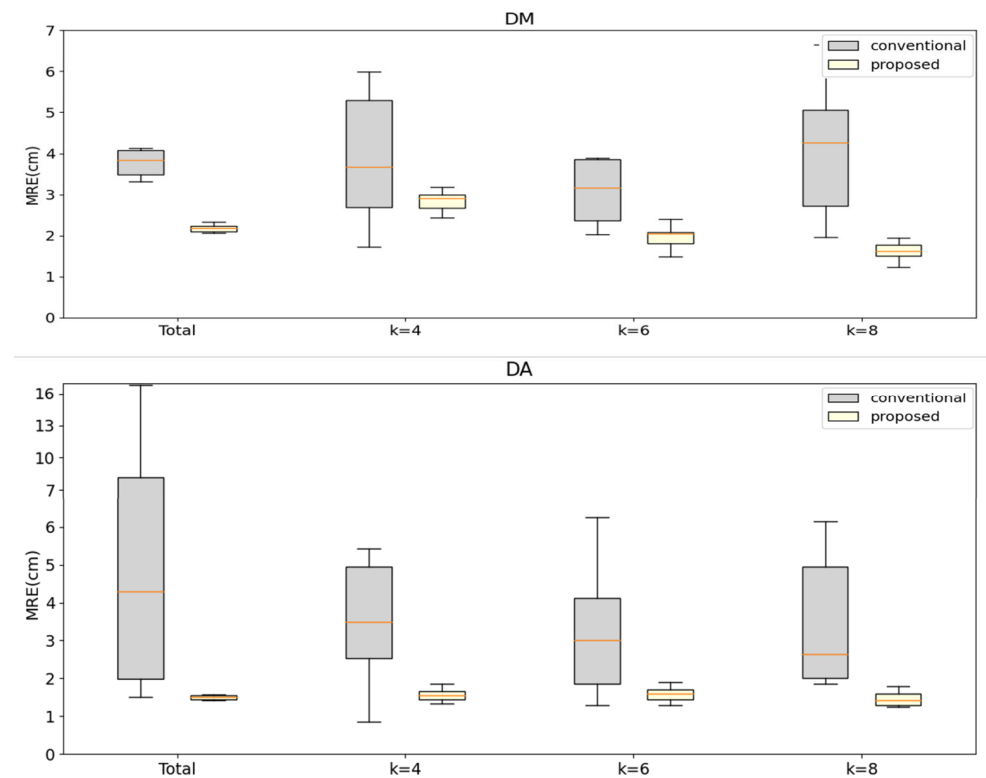 DM
7
6
5
4
3
2
1
0
MRE(cm)
conventional
proposed
Total
k=4
k=6
k=8
DA
16
13
10
7
6
5
4
3
2
1
0
MRE(cm)
conventional
proposed
Total
k=4
k=6
k=8